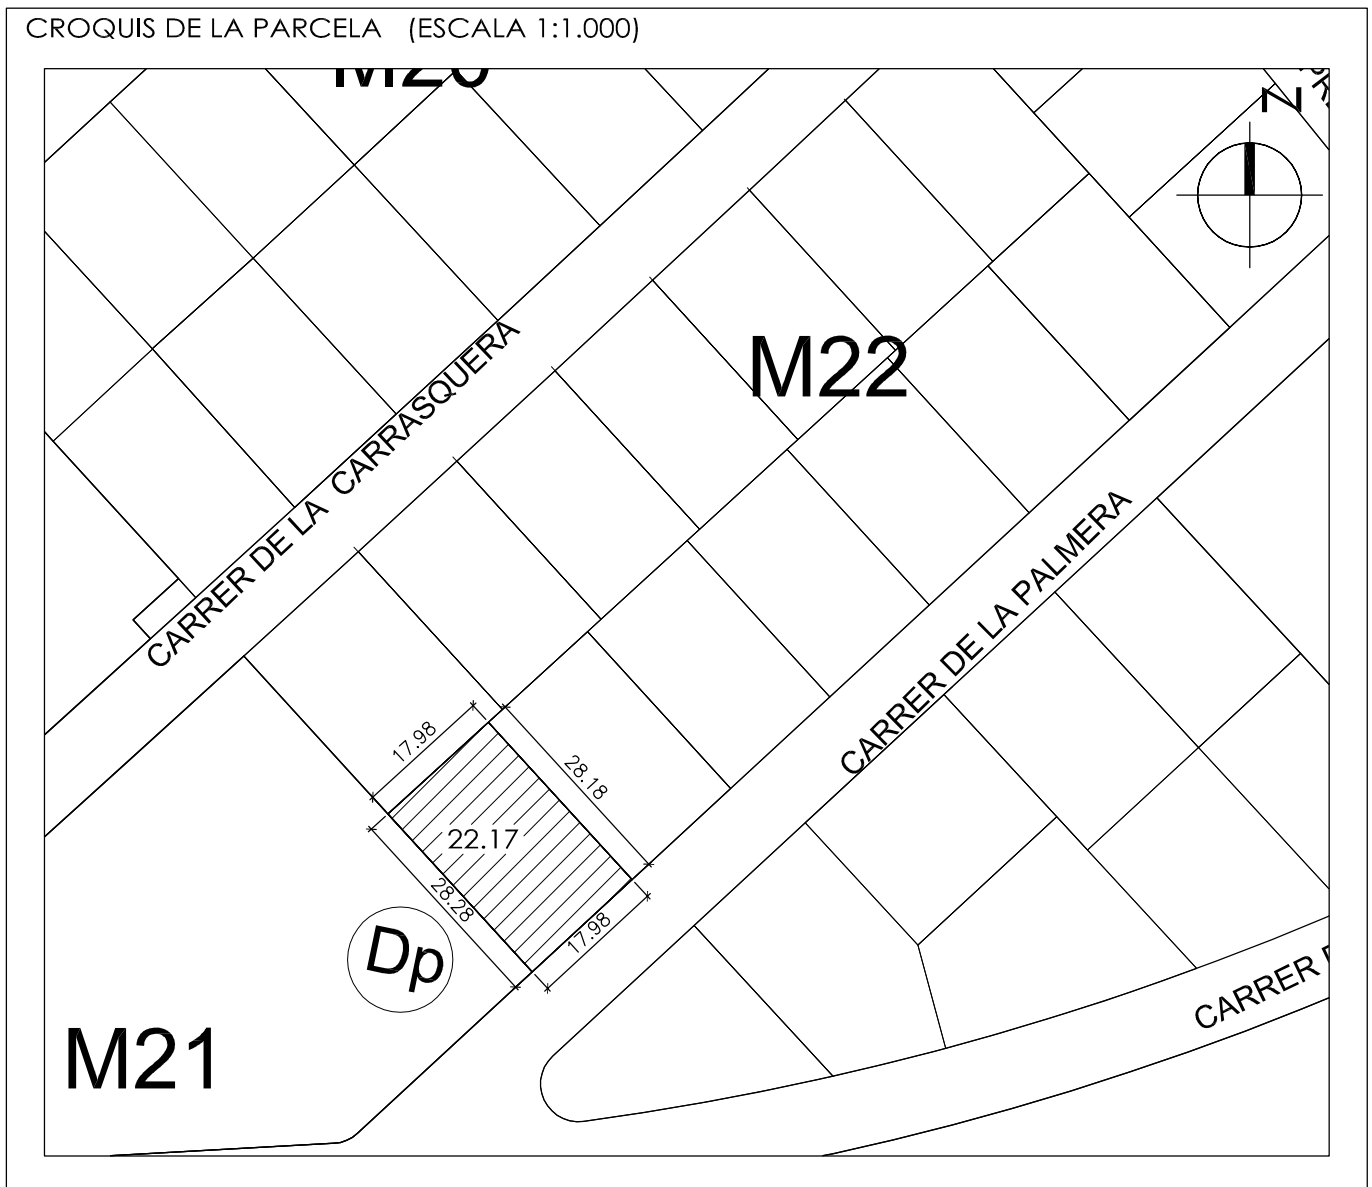 CROQUIS DE LA PARCELA (ESCALA 1:1.000)
N
M22
CARRER DE LA CARRASQUERA
CARRER DE LA PALMERA
17.98
28.18
22.17
28.28
17.98
Dp
M21
CARRER